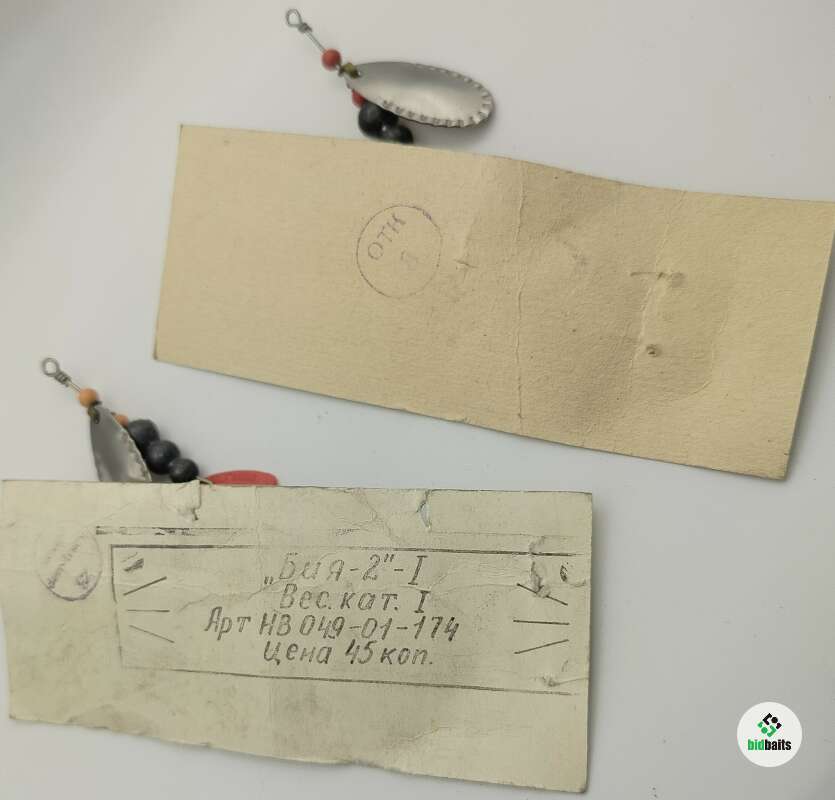 ОТК
„Бия-2"-I
Вес. кат. I
Арт НВ 049-01-174
Цена 45 коп.
bidbaits